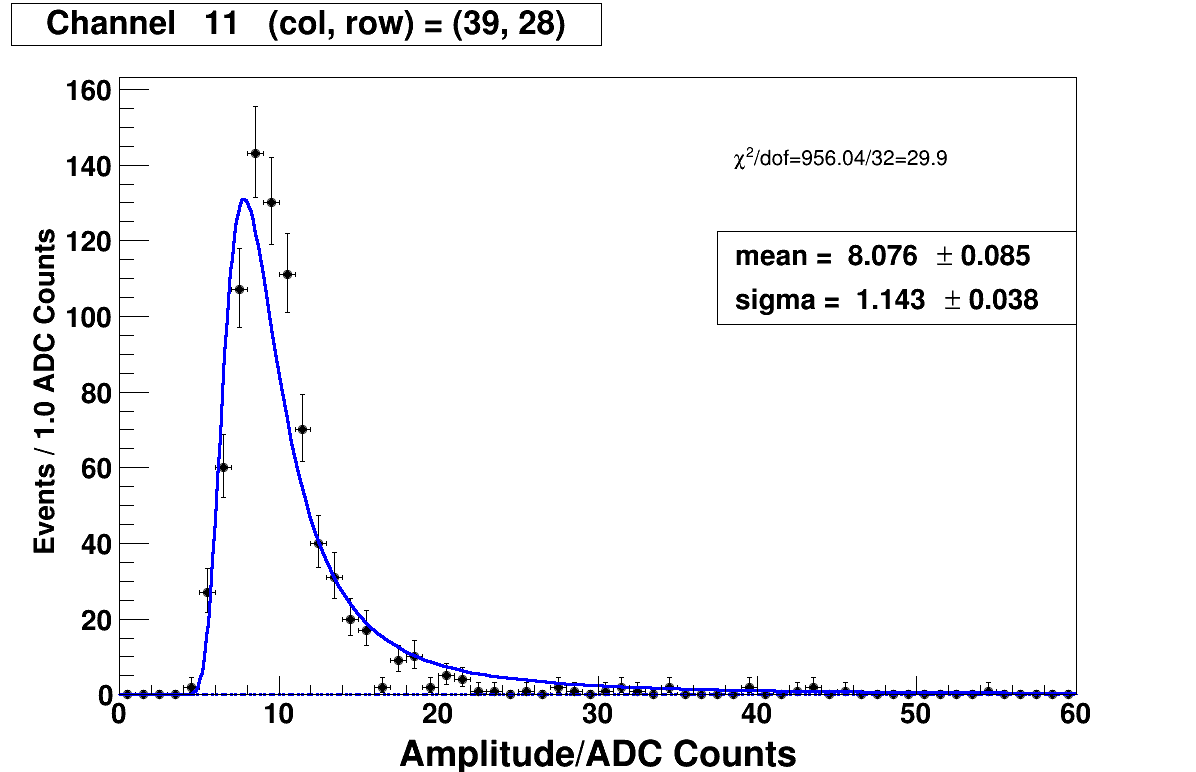 Channel 11 (col, row) = (39, 28)
160
140
120
100
80
60
40
20
0
Events / 1.0 ADC Counts
χ²/dof=956.04/32=29.9
mean = 8.076 ± 0.085
sigma = 1.143 ± 0.038
0 10 20 30 40 50 60
Amplitude/ADC Counts